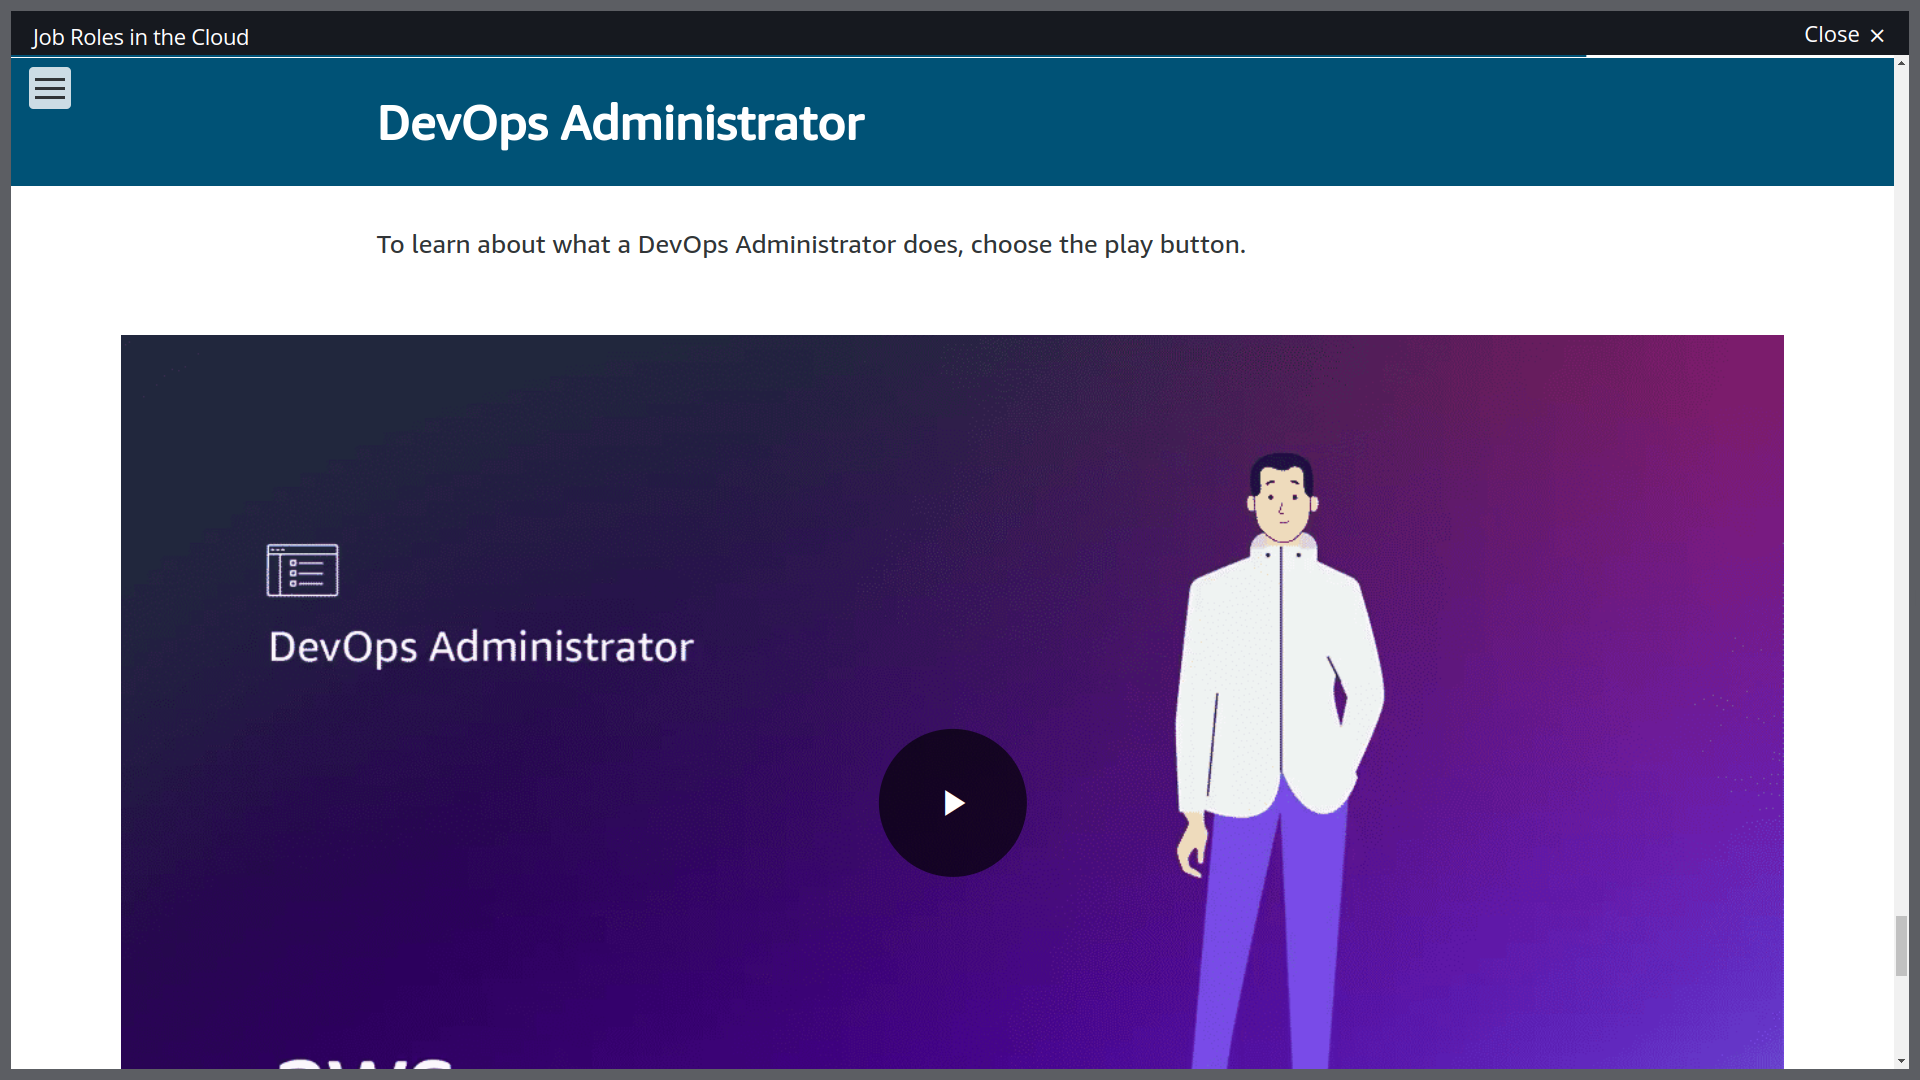 Job Roles in the Cloud
Close ×
DevOps Administrator
To learn about what a DevOps Administrator does, choose the play button.
DevOps Administrator
aws